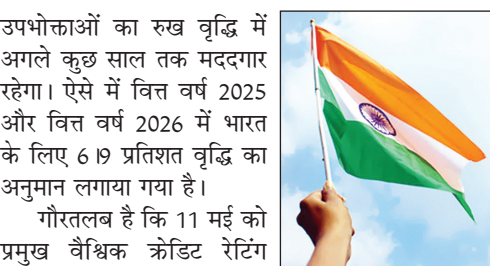 उपभोक्ताओं का रुख वृद्धि में
अगले कुछ साल तक मददगार
रहेगा। ऐसे में वित्त वर्ष 2025
और वित्त वर्ष 2026 में भारत
के लिए 6।9 प्रतिशत वृद्धि का
अनुमान लगाया गया है।
गौरतलब है कि 11 मई को
प्रमुख वैश्विक क्रेडिट रेटिंग